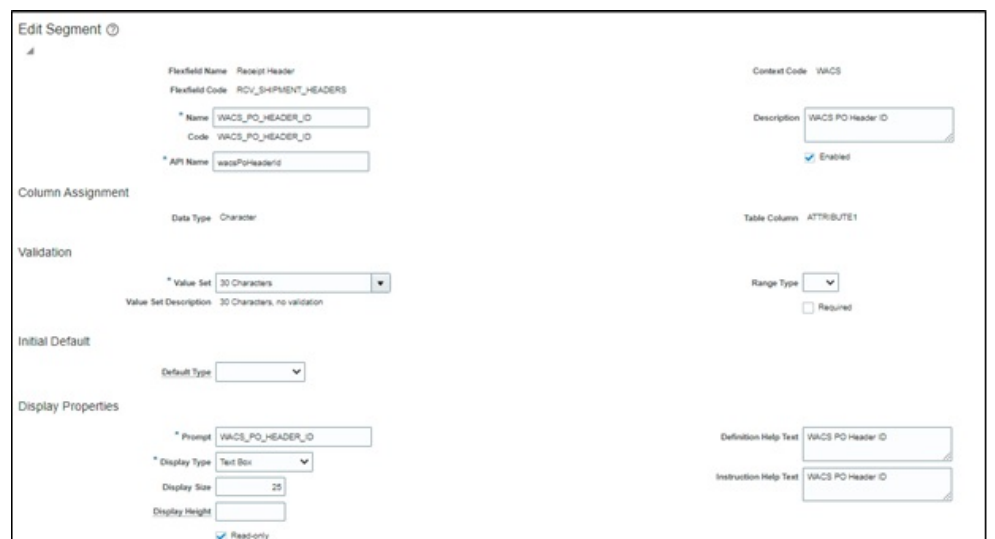 Edit Segment
Flexfield Name Receipt Header Context Code WACS
Flexfield Code RCV_SHIPMENT_HEADERS
* Name WACS_PO_HEADER_ID Description WACS PO Header ID
Code WACS_PO_HEADER_ID
Enabled
* API Name wacsPoHeaderId
Column Assignment
Data Type Character Table Column ATTRIBUTE1
Validation
* Value Set 30 Characters Range Type
Value Set Description 30 Characters, no validation Required
Initial Default
Default Type
Display Properties
* Prompt WACS_PO_HEADER_ID Definition Help Text WACS PO Header ID
* Display Type Text Box
Display Size 25 Instruction Help Text WACS PO Header ID
Display Height
Read-only